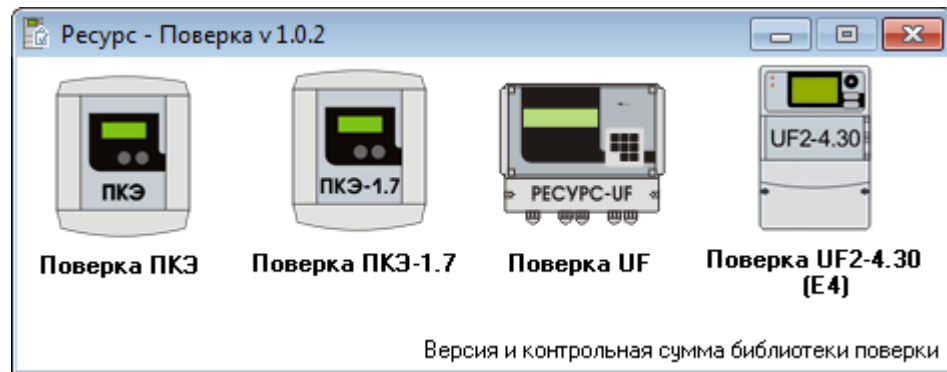 Ресурс - Поверка v 1.0.2
ПКЭ
ПКЭ-1.7
РЕСУРС-UF
UF2-4.30
Поверка ПКЭ
Поверка ПКЭ-1.7
Поверка UF
Поверка UF2-4.30
(E4)
Версия и контрольная сумма библиотеки поверки